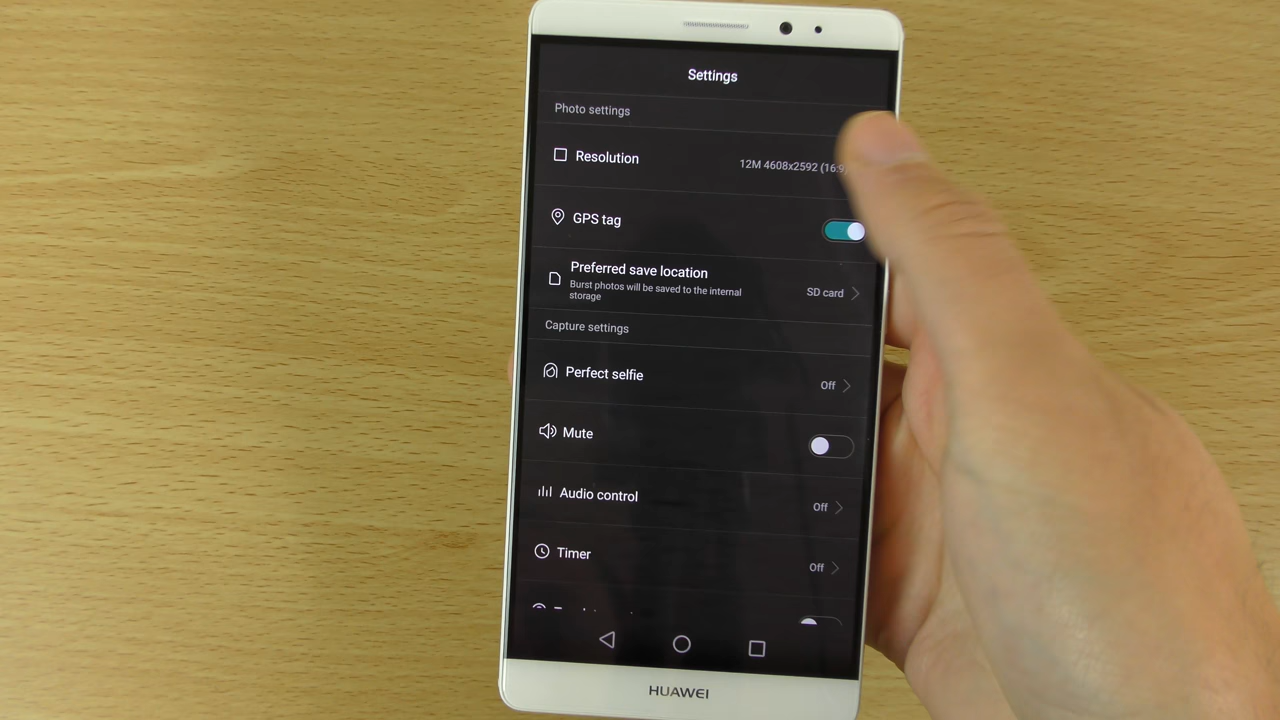 Settings
Photo settings
Resolution 12M 4608x2592 (16:9
GPS tag
Preferred save location
Burst photos will be saved to the internal
storage
SD card
Capture settings
Perfect selfie Off
Mute
Audio control Off
Timer Off
HUAWEI